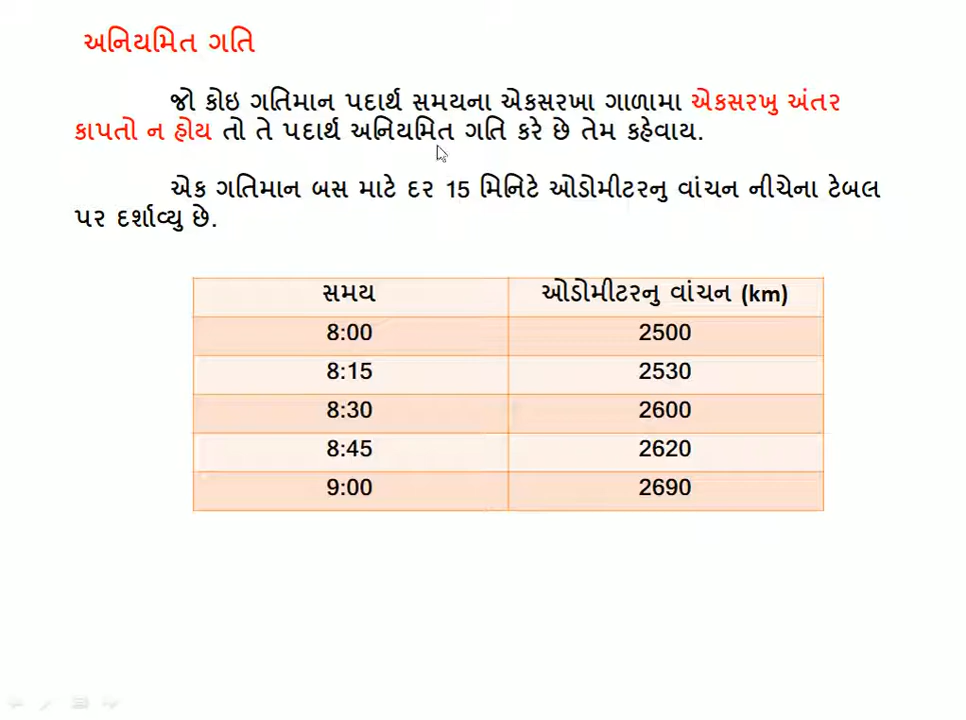 અનિયમિત ગતિ
જો કોઇ ગતિમાન પદાર્થ સમયના એકસરખા ગાળામા એકસરખુ અંતર
કાપતો ન હોય તો તે પદાર્થ અનિયમિત ગતિ કરે છે તેમ કહેવાય.
એક ગતિમાન બસ માટે દર 15 મિનિટે ઓડોમીટરનુ વાંચન નીચેના ટેબલ
પર દર્શાવ્યુ છે.
સમય ઓડોમીટરનુ વાંચન (km)
8:00 2500
8:15 2530
8:30 2600
8:45 2620
9:00 2690